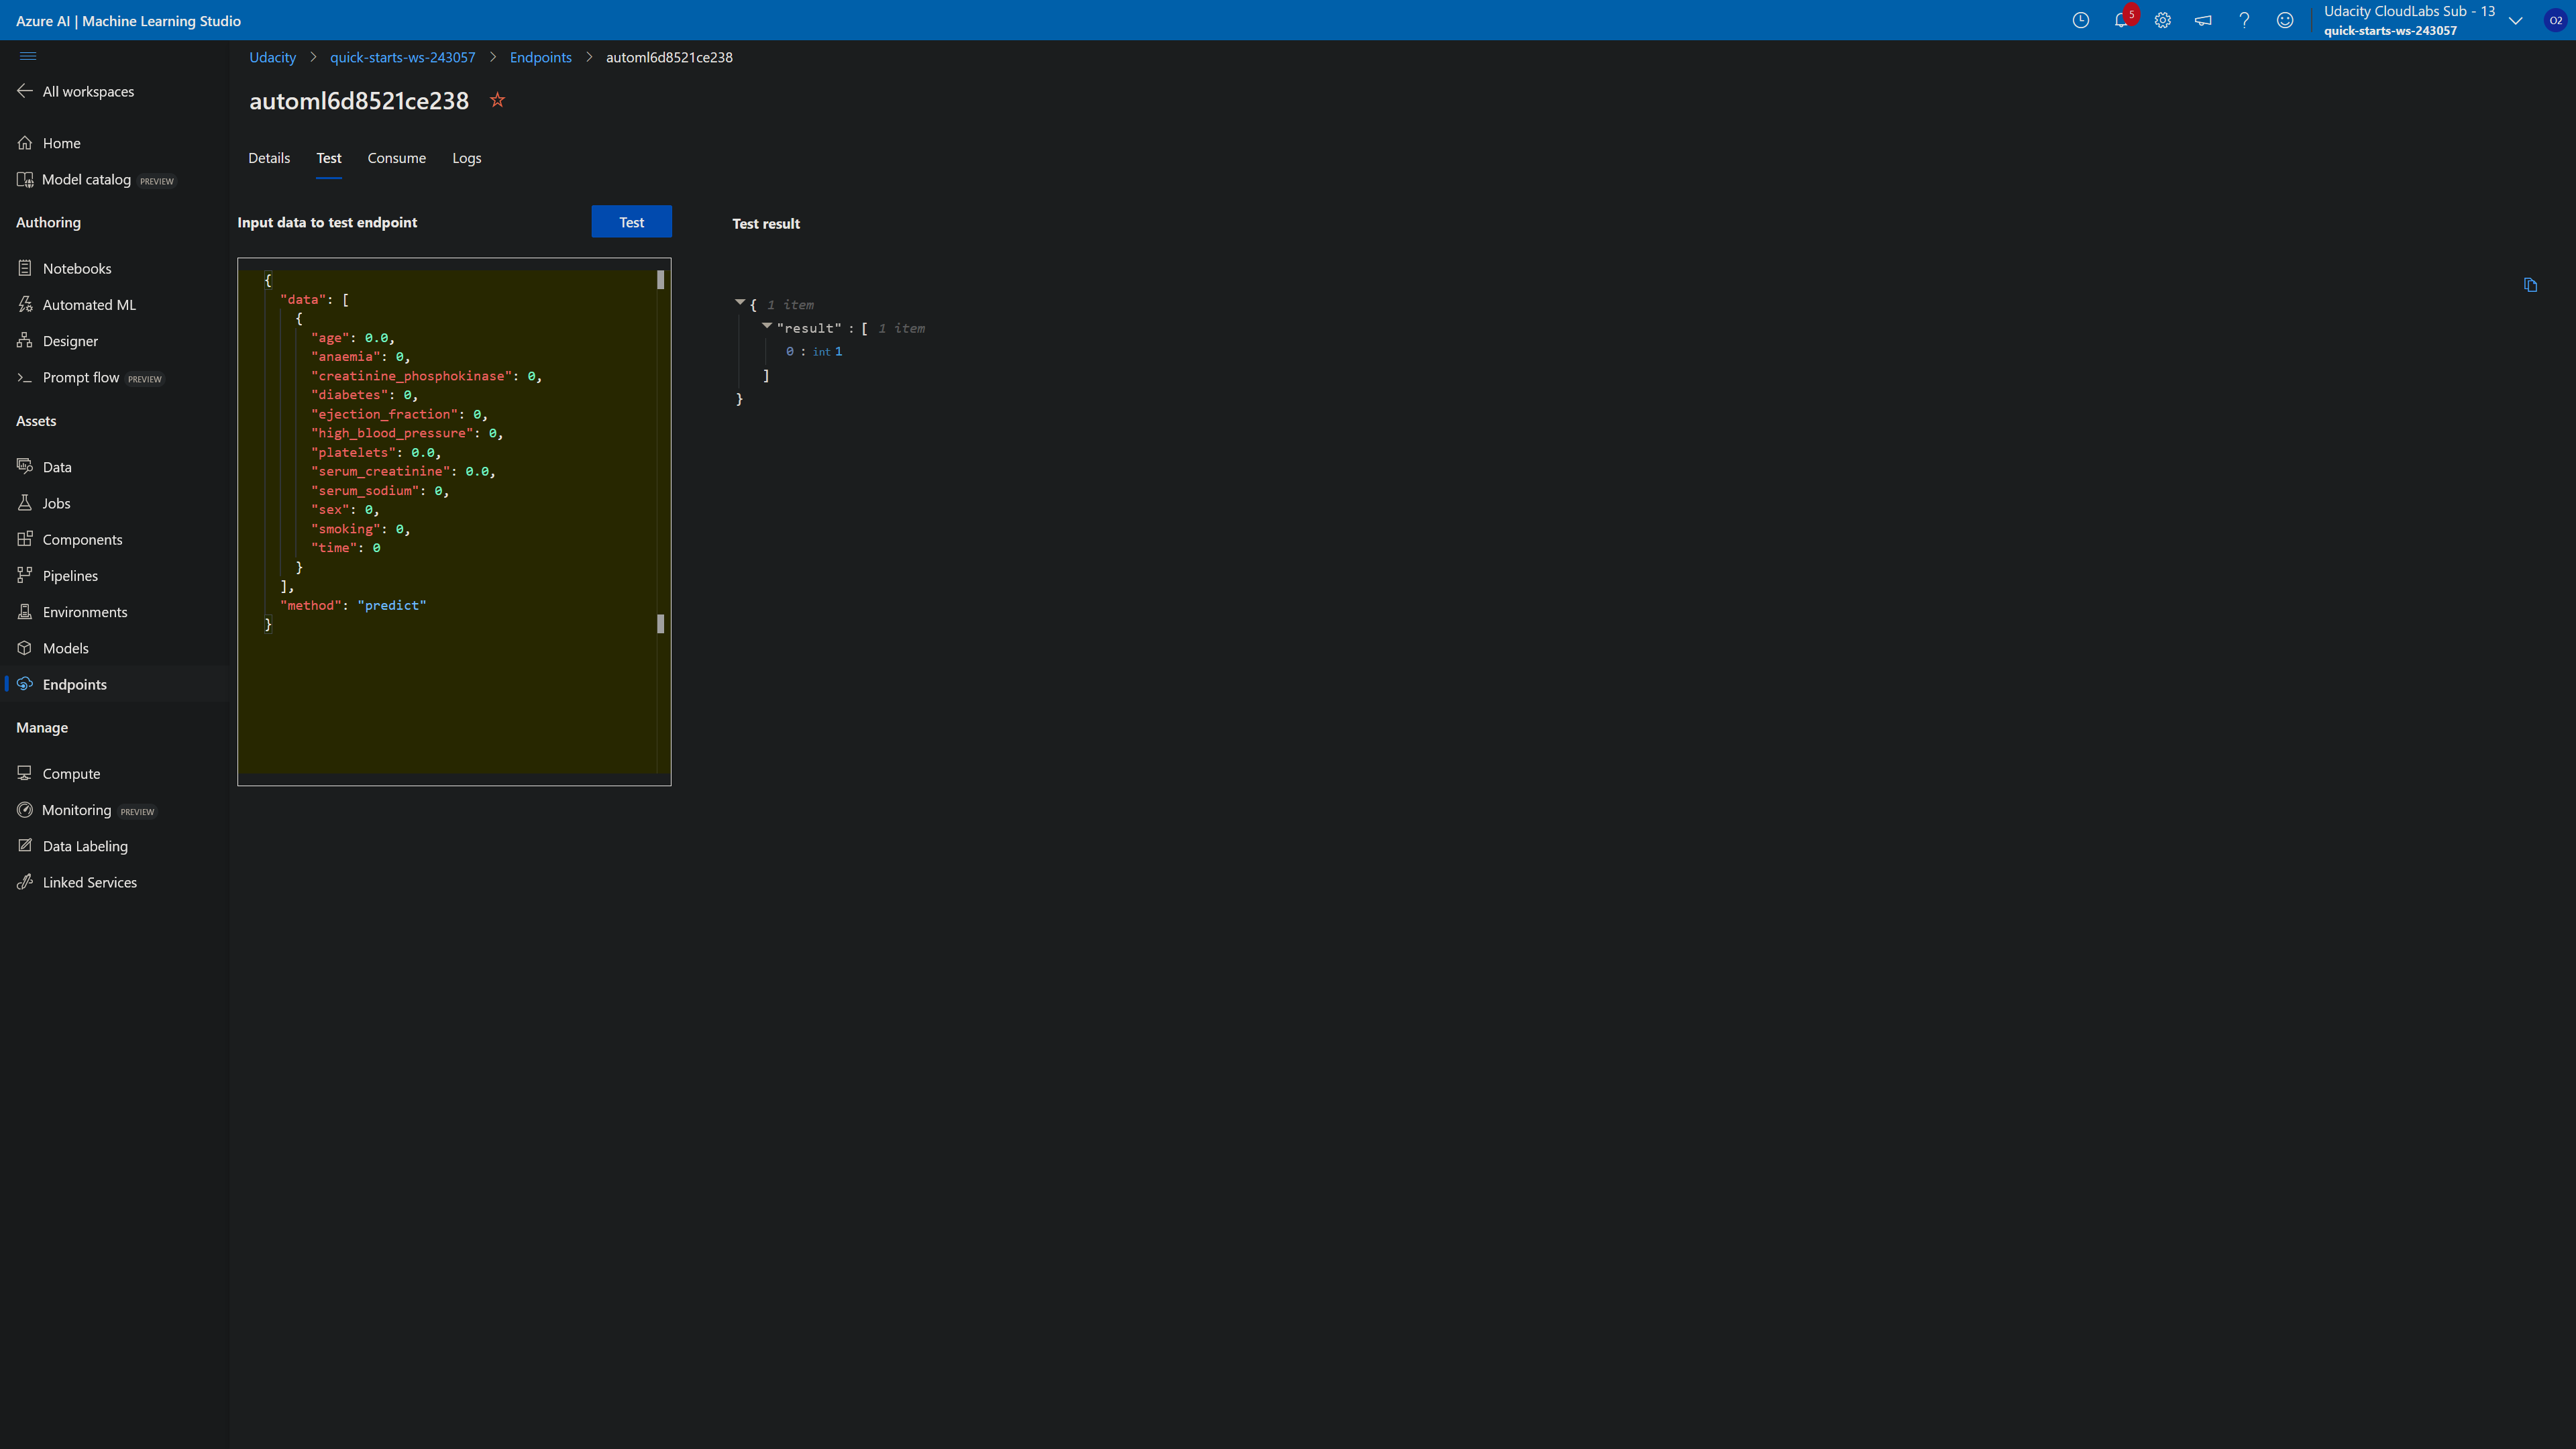 Azure AI | Machine Learning Studio
5
Udacity CloudLabs Sub - 13
quick-starts-ws-243057
O2
All workspaces
Home
Model catalog PREVIEW
Authoring
Notebooks
Automated ML
Designer
Prompt flow PREVIEW
Assets
Data
Jobs
Components
Pipelines
Environments
Models
Endpoints
Manage
Compute
Monitoring PREVIEW
Data Labeling
Linked Services
Udacity > quick-starts-ws-243057 > Endpoints > automl6d8521ce238
automl6d8521ce238
Details Test Consume Logs
Input data to test endpoint
Test
{
"data": [
{
"age": 0.0,
"anaemia": 0,
"creatinine_phosphokinase": 0,
"diabetes": 0,
"ejection_fraction": 0,
"high_blood_pressure": 0,
"platelets": 0.0,
"serum_creatinine": 0.0,
"serum_sodium": 0,
"sex": 0,
"smoking": 0,
"time": 0
}
],
"method": "predict"
}
Test result
{ 1 item
"result" : [ 1 item
0 : int 1
]
}